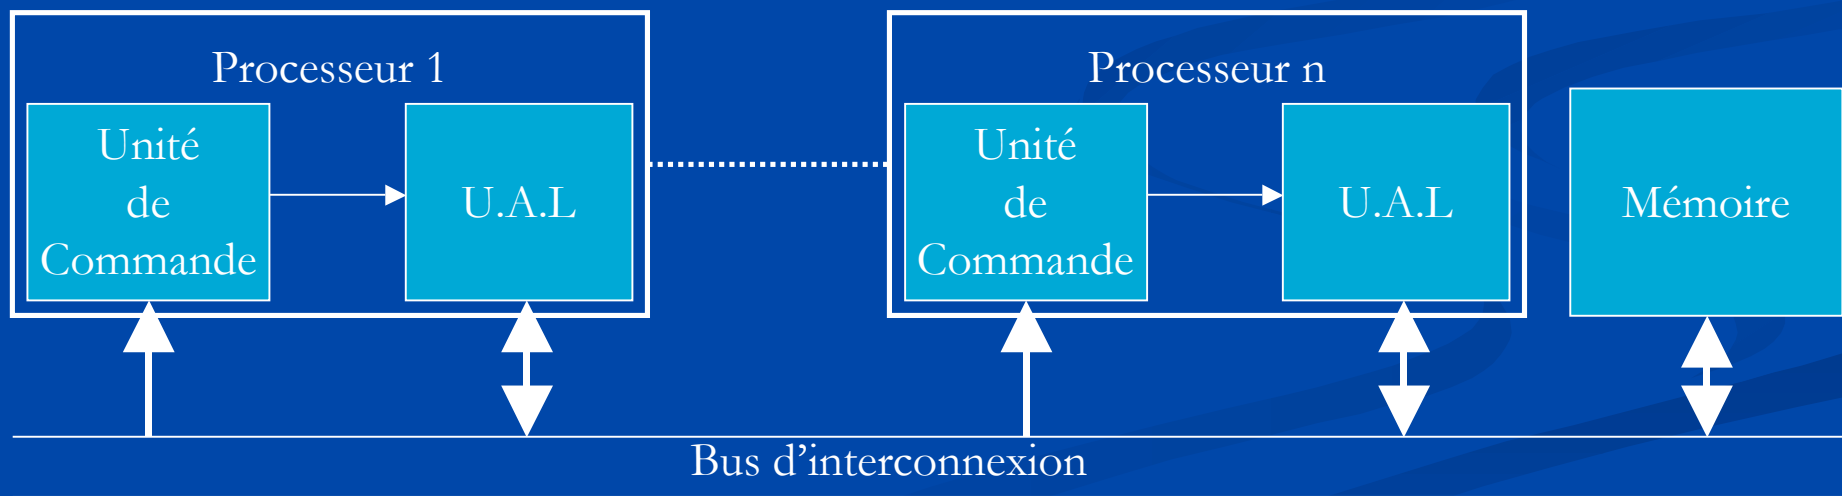 Processeur 1
Unité
de
Commande
U.A.L
Processeur n
Unité
de
Commande
U.A.L
Mémoire
Bus d’interconnexion